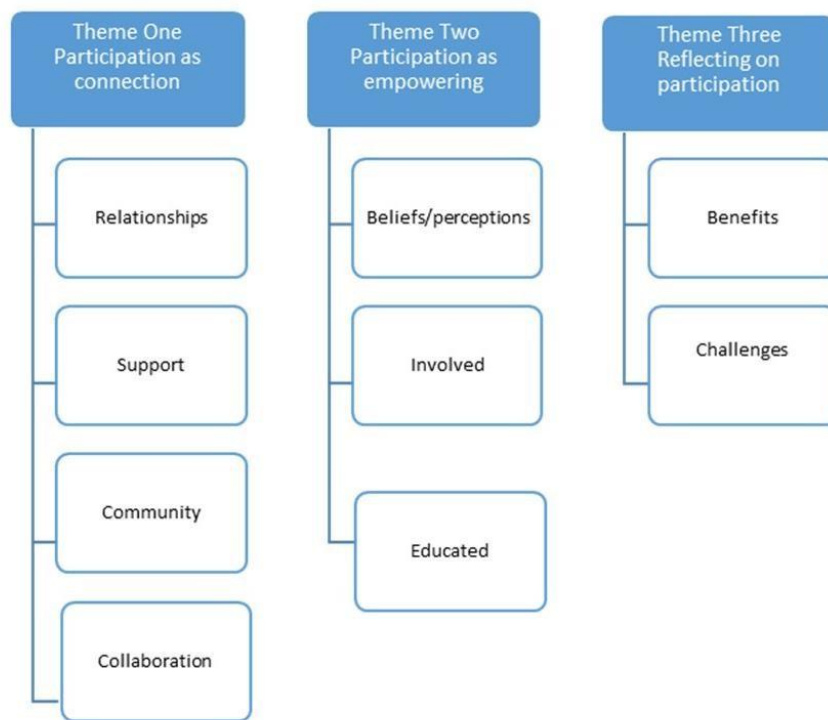 Theme One
Participation as
connection
Relationships
Support
Community
Collaboration
Theme Two
Participation as
empowering
Beliefs/perceptions
Involved
Educated
Theme Three
Reflecting on
participation
Benefits
Challenges